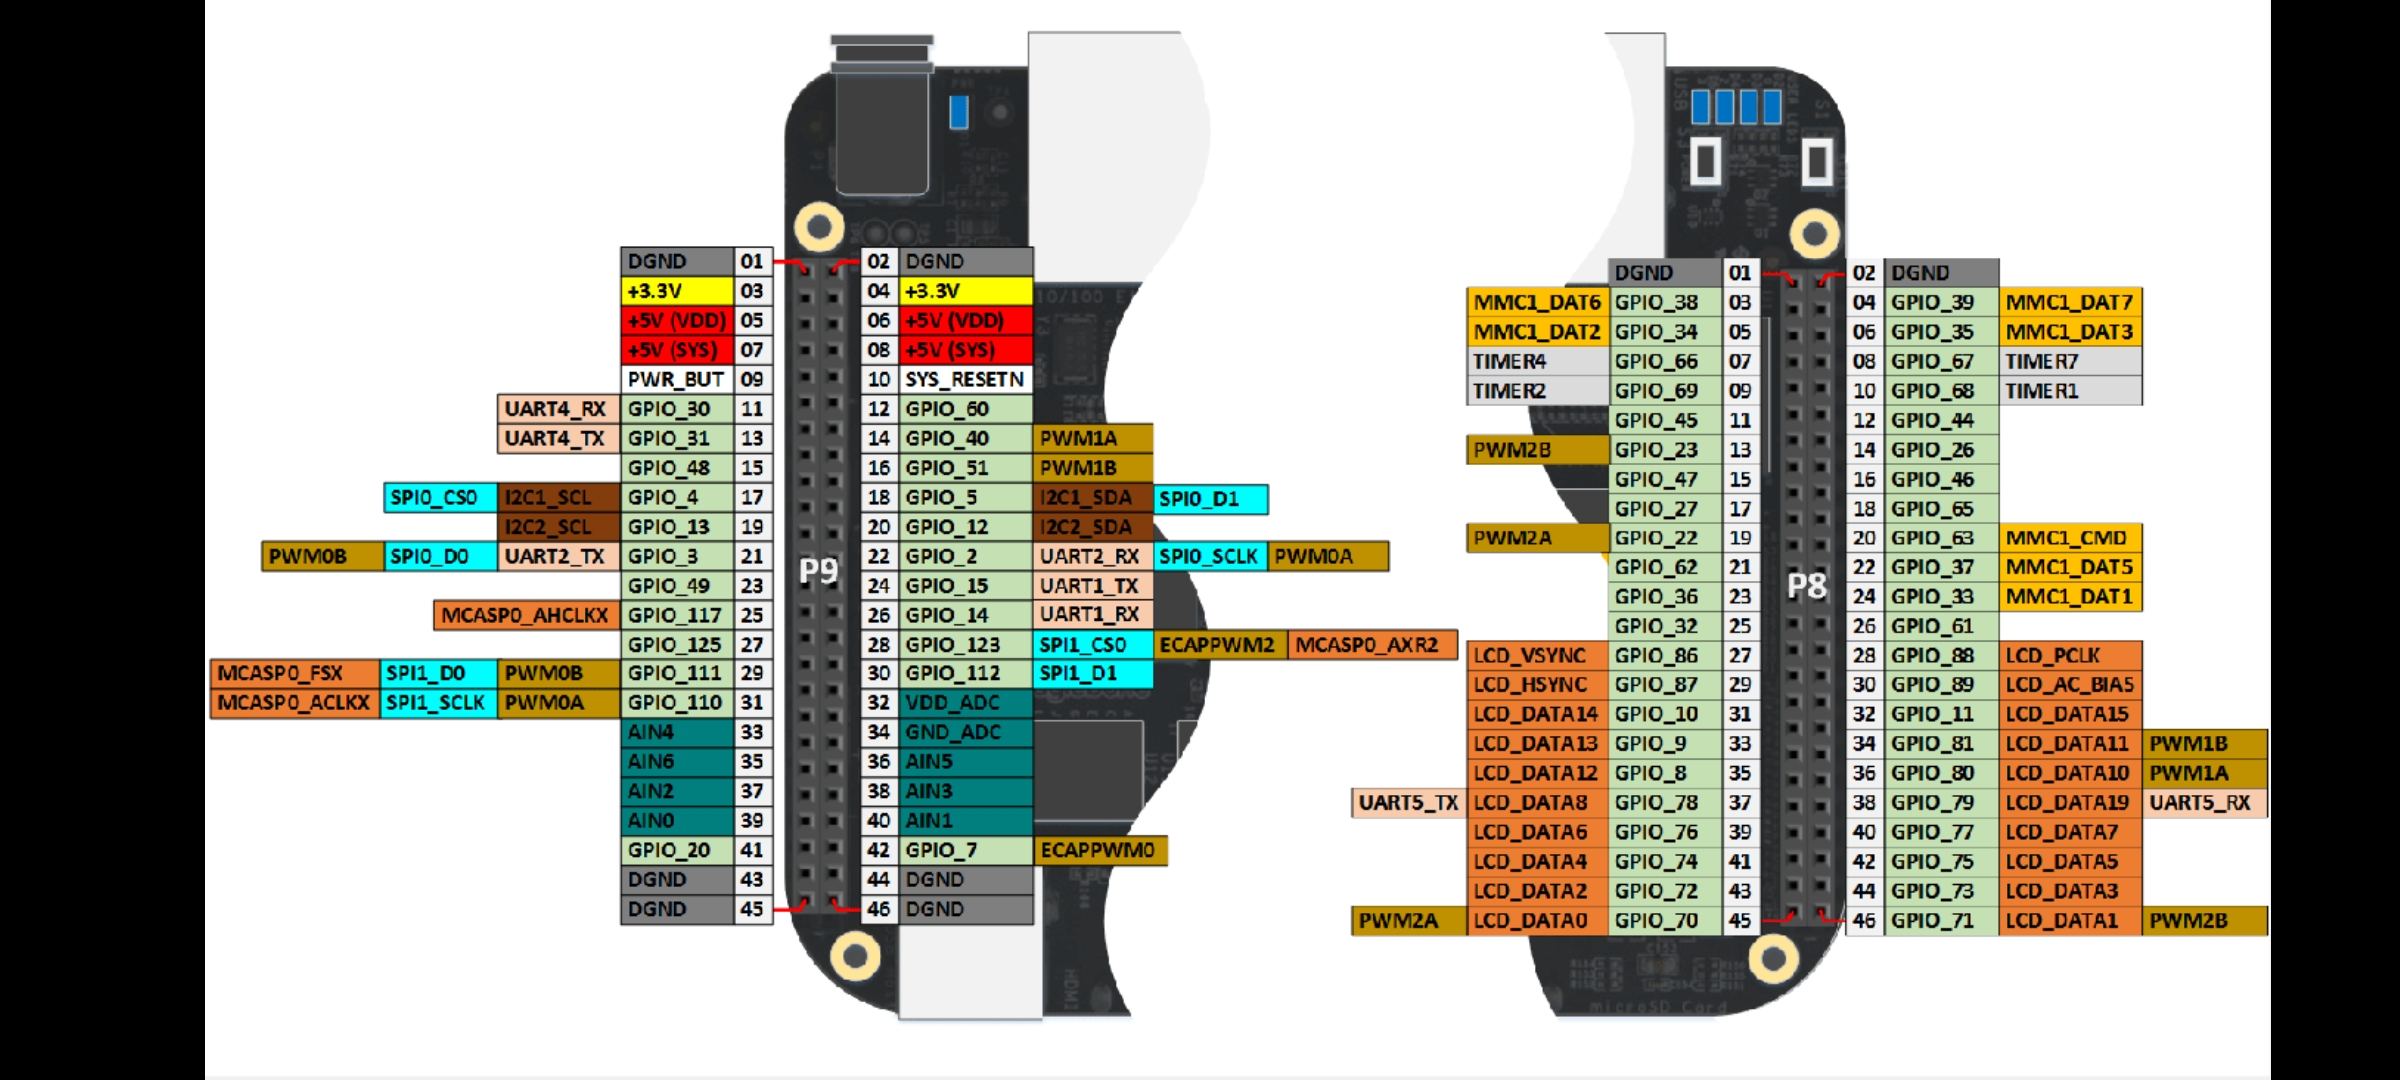 DGND 01 02 DGND
+3.3V 03 04 +3.3V
+5V (VDD) 05 06 +5V (VDD)
+5V (SYS) 07 08 +5V (SYS)
PWR_BUT 09 10 SYS_RESETN
UART4_RX GPIO_30 11 12 GPIO_60
UART4_TX GPIO_31 13 14 GPIO_40 PWM1A
GPIO_48 15 16 GPIO_51 PWM1B
SPI0_CS0 I2C1_SCL GPIO_4 17 18 GPIO_5 I2C1_SDA SPI0_D1
I2C2_SCL GPIO_13 19 20 GPIO_12 I2C2_SDA
PWM0B SPI0_D0 UART2_TX GPIO_3 21 22 GPIO_2 UART2_RX SPI0_SCLK PWM0A
P9
GPIO_49 23 24 GPIO_15 UART1_TX
MCASP0_AHCLKX GPIO_117 25 26 GPIO_14 UART1_RX
GPIO_125 27 28 GPIO_123 SPI1_CS0 ECAPPWM2 MCASP0_AXR2
MCASP0_FSX SPI1_D0 PWM0B GPIO_111 29 30 GPIO_112 SPI1_D1
MCASP0_ACLKX SPI1_SCLK PWM0A GPIO_110 31 32 VDD_ADC
AIN4 33 34 GND_ADC
AIN6 35 36 AIN5
AIN2 37 38 AIN3
AIN0 39 40 AIN1
GPIO_20 41 42 GPIO_7 ECAPPWM0
DGND 43 44 DGND
DGND 45 46 DGND
10/100 E
HDMI
USB
S1
DGND 01 02 DGND
MMC1_DAT6 GPIO_38 03 04 GPIO_39 MMC1_DAT7
MMC1_DAT2 GPIO_34 05 06 GPIO_35 MMC1_DAT3
TIMER4 GPIO_66 07 08 GPIO_67 TIMER7
TIMER2 GPIO_69 09 10 GPIO_68 TIMER1
GPIO_45 11 12 GPIO_44
PWM2B GPIO_23 13 14 GPIO_26
GPIO_47 15 16 GPIO_46
GPIO_27 17 18 GPIO_65
PWM2A GPIO_22 19 20 GPIO_63 MMC1_CMD
GPIO_62 21 22 GPIO_37 MMC1_DAT5
P8
GPIO_36 23 24 GPIO_33 MMC1_DAT1
GPIO_32 25 26 GPIO_61
LCD_VSYNC GPIO_86 27 28 GPIO_88 LCD_PCLK
LCD_HSYNC GPIO_87 29 30 GPIO_89 LCD_AC_BIAS
LCD_DATA14 GPIO_10 31 32 GPIO_11 LCD_DATA15
LCD_DATA13 GPIO_9 33 34 GPIO_81 LCD_DATA11 PWM1B
LCD_DATA12 GPIO_8 35 36 GPIO_80 LCD_DATA10 PWM1A
UART5_TX LCD_DATA8 GPIO_78 37 38 GPIO_79 LCD_DATA19 UART5_RX
LCD_DATA6 GPIO_76 39 40 GPIO_77 LCD_DATA7
LCD_DATA4 GPIO_74 41 42 GPIO_75 LCD_DATA5
LCD_DATA2 GPIO_72 43 44 GPIO_73 LCD_DATA3
PWM2A LCD_DATA0 GPIO_70 45 46 GPIO_71 LCD_DATA1 PWM2B
microSD Card